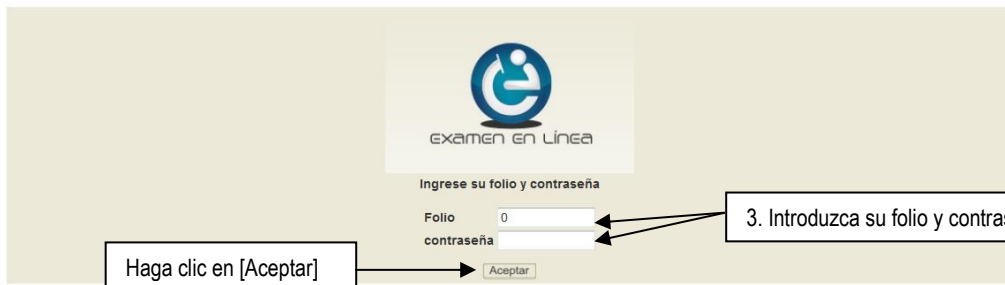 Examen en Línea
Ingrese su folio y contraseña
Folio 0
3. Introduzca su folio y
contraseña
Haga clic en [Aceptar]
Aceptar